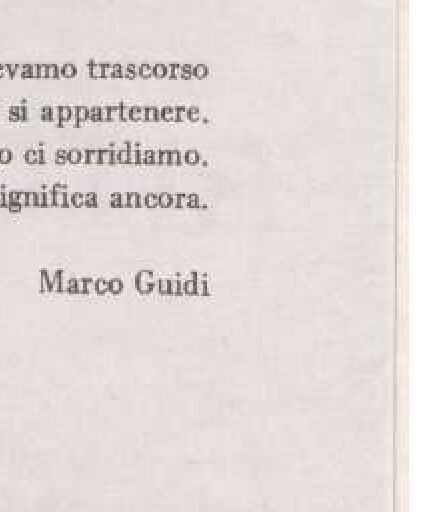 evamo trascorso
si appartenere.
o ci sorridiamo.
ignifica ancora.
Marco Guidi